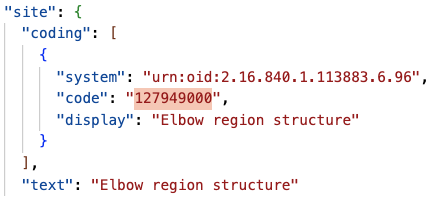 "site": {
"coding": [
{
"system": "urn:oid:2.16.840.1.113883.6.96",
"code": "127949000",
"display": "Elbow region structure"
}
],
"text": "Elbow region structure"